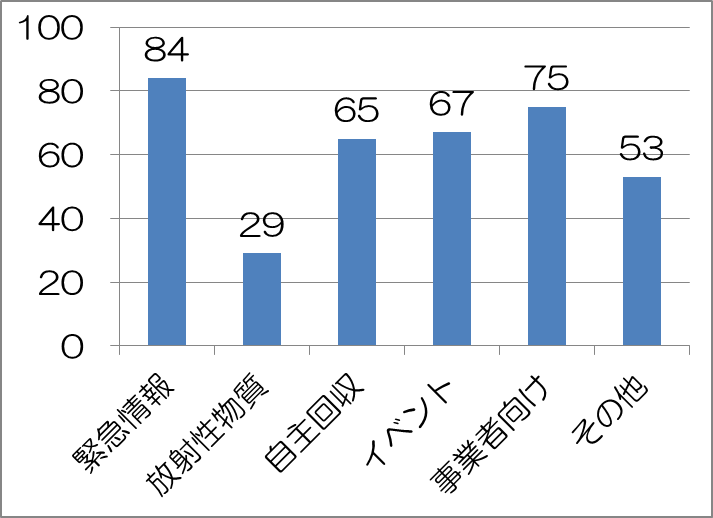 100
80
60
40
20
0
84
29
65
67
75
53
緊急情報
放射性物質
自主回収
イベント
事業者向け
その他